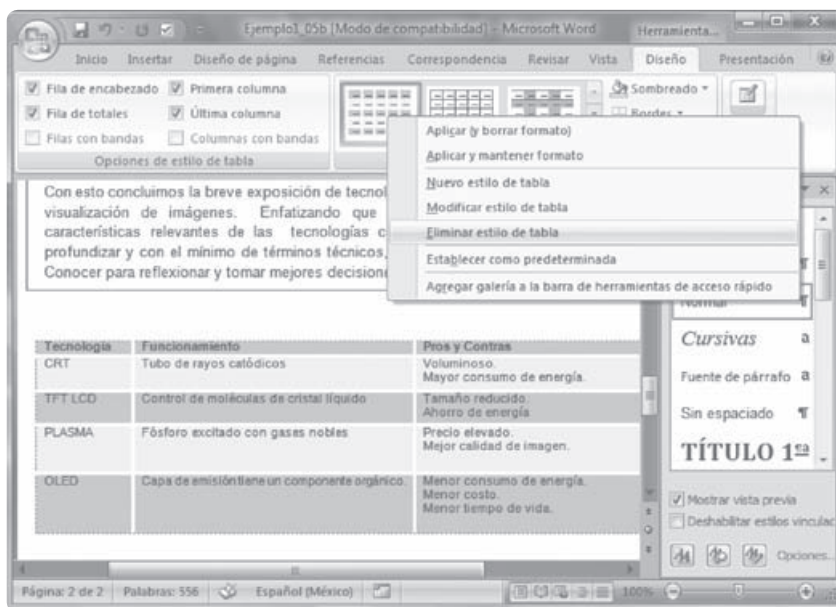 Ejemplo1_05b [Modo de compatibilidad] - Microsoft Word
Herramienta...
Inicio Insertar Diseño de página Referencias Correspondencia Revisar Vista Diseño Presentación
Fila de encabezado Primera columna
Fila de totales Última columna
Filas con bandas Columnas con bandas
Opciones de estilo de tabla
Sombreado
Bordes
Aplicar (y borrar formato)
Aplicar y mantener formato
Nuevo estilo de tabla
Modificar estilo de tabla
Eliminar estilo de tabla
Establecer como predeterminada
Agregar galería a la barra de herramientas de acceso rápido
Con esto concluimos la breve exposición de tecnol
visualización de imágenes. Enfatizando que
características relevantes de las tecnologías c
profundizar y con el mínimo de términos técnicos,
Conocer para reflexionar y tomar mejores decisione
Tecnología Funcionamiento Pros y Contras
CRT Tubo de rayos catódicos Voluminoso.
Mayor consumo de energía.
TFT LCD Control de moléculas de cristal líquido Tamaño reducido.
Ahorro de energía
PLASMA Fósforo excitado con gases nobles Precio elevado.
Mejor calidad de imagen.
OLED Capa de emisión tiene un componente orgánico. Menor consumo de energía.
Menor costo.
Menor tiempo de vida.
Normal ¶
Cursivas a
Fuente de párrafo a
Sin espaciado ¶
TÍTULO 1 ¶a
Mostrar vista previa
Deshabilitar estilos vinculac
Opciones...
Página: 2 de 2 Palabras: 556 Español (México) 100%